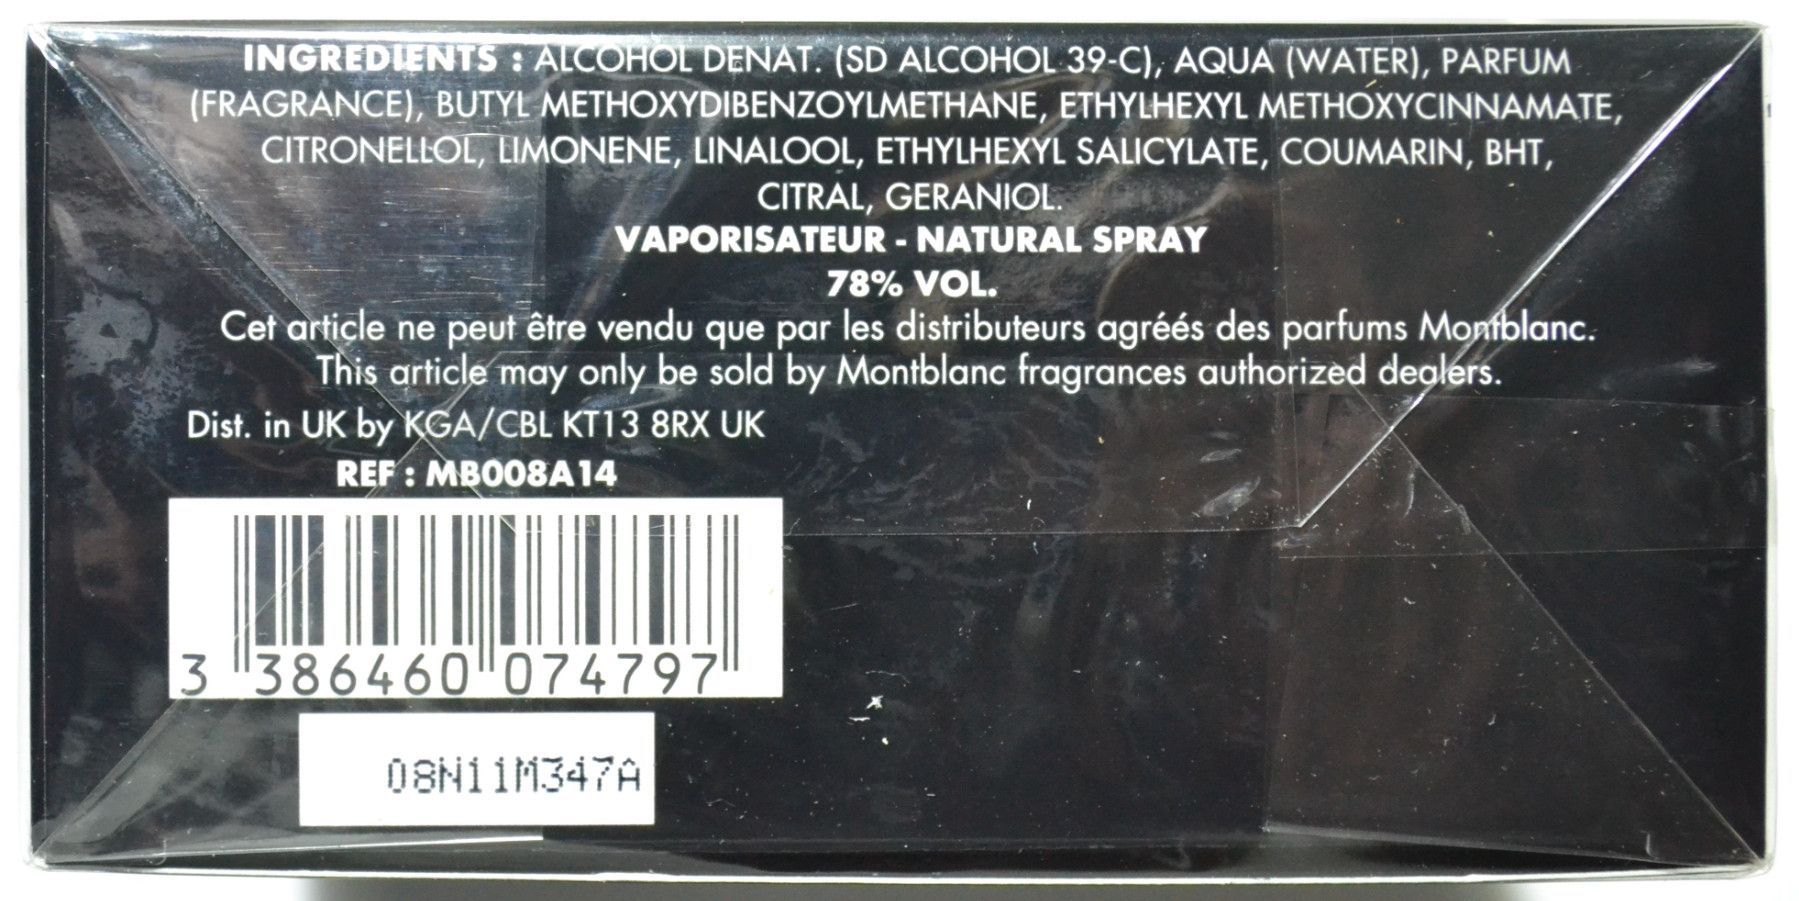 INGREDIENTS : ALCOHOL DENAT. (SD ALCOHOL 39-C), AQUA (WATER), PARFUM
(FRAGRANCE), BUTYL METHOXYDIBENZOYLMETHANE, ETHYLHEXYL METHOXYCINNAMATE,
CITRONELLOL, LIMONENE, LINALOOL, ETHYLHEXYL SALICYLATE, COUMARIN, BHT,
CITRAL, GERANIOL.
VAPORISATEUR - NATURAL SPRAY
78% VOL.
Cet article ne peut être vendu que par les distributeurs agréés des parfums Montblanc.
This article may only be sold by Montblanc fragrances authorized dealers.
Dist. in UK by KGA/CBL KT13 8RX UK
REF : MB008A14
3 386460 074797
08N11M347A